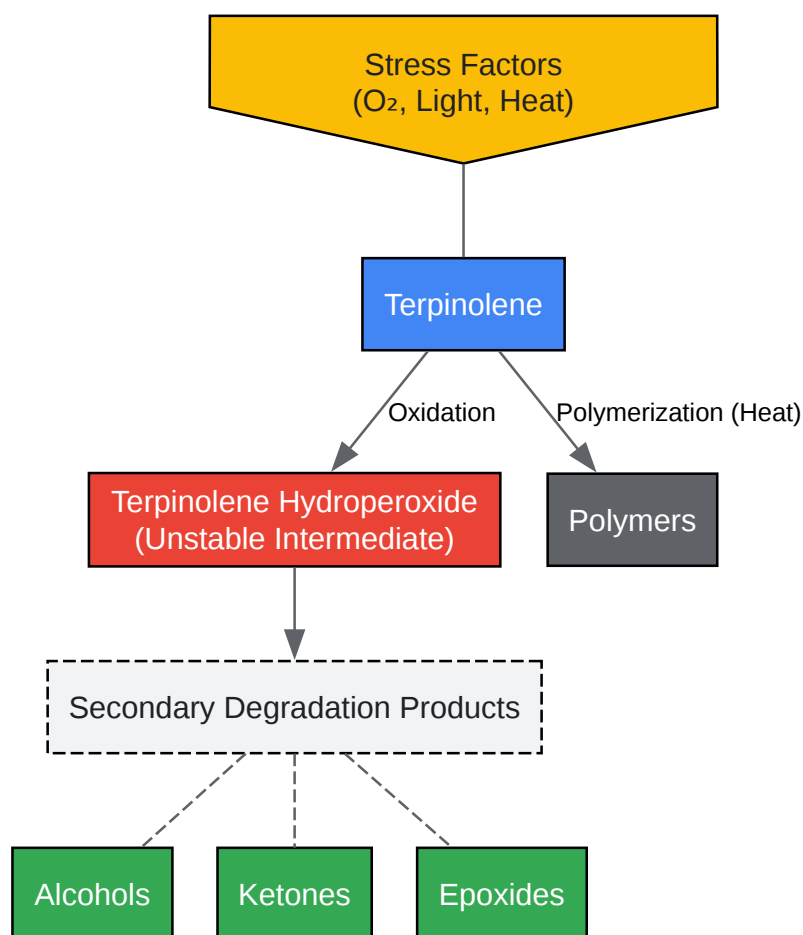 Stress Factors
(O₂, Light, Heat)
Terpinolene
Oxidation
Polymerization (Heat)
Terpinolene Hydroperoxide
(Unstable Intermediate)
Polymers
Secondary Degradation Products
Alcohols
Ketones
Epoxides